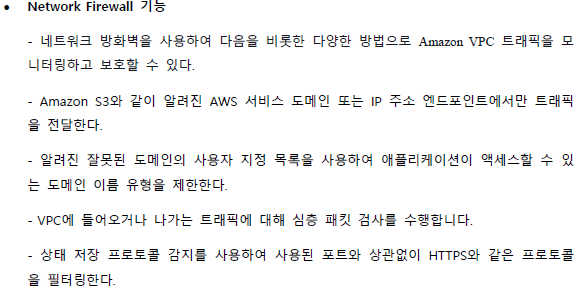 ● Network Firewall 기능
- 네트워크 방화벽을 사용하여 다음을 비롯한 다양한 방법으로 Amazon VPC 트래픽을 모
니터링하고 보호할 수 있다.
- Amazon S3와 같이 알려진 AWS 서비스 도메인 또는 IP 주소 엔드포인트에서만 트래픽
을 전달한다.
- 알려진 잘못된 도메인의 사용자 지정 목록을 사용하여 애플리케이션이 액세스할 수 있
는 도메인 이름 유형을 제한한다.
- VPC에 들어오거나 나가는 트래픽에 대해 심층 패킷 검사를 수행합니다.
- 상태 저장 프로토콜 감지를 사용하여 사용된 포트와 상관없이 HTTPS와 같은 프로토콜
을 필터링한다.